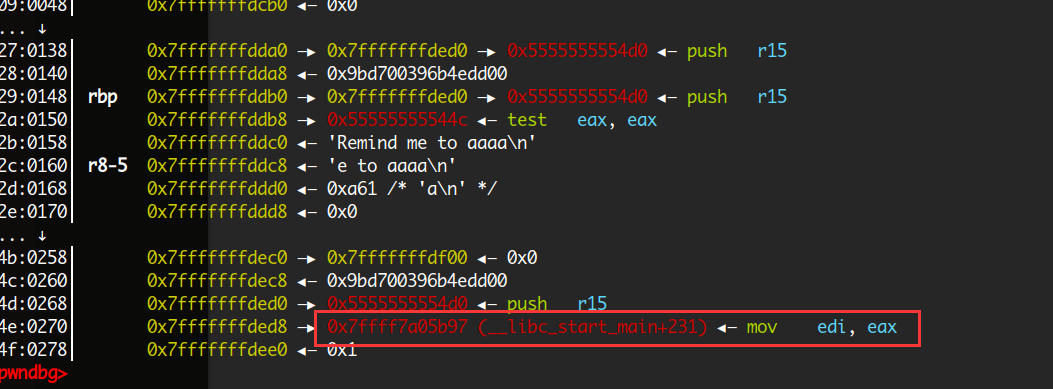 09:0048│ 0x7fffffffdcb0 ◂— 0x0
... ↓
27:0138│ 0x7fffffffdda0 —▸ 0x7fffffffded0 —▸ 0x5555555554d0 ◂— push r15
28:0140│ 0x7fffffffdda8 ◂— 0x9bd700396b4edd00
29:0148│ rbp 0x7fffffffddb0 —▸ 0x7fffffffded0 —▸ 0x5555555554d0 ◂— push r15
2a:0150│ 0x7fffffffddb8 —▸ 0x55555555544c ◂— test eax, eax
2b:0158│ 0x7fffffffddc0 ◂— 'Remind me to aaaa\n'
2c:0160│ r8-5 0x7fffffffddc8 ◂— 'e to aaaa\n'
2d:0168│ 0x7fffffffddd0 ◂— 0xa61 /* 'a\n' */
2e:0170│ 0x7fffffffddd8 ◂— 0x0
... ↓
4b:0258│ 0x7fffffffdec0 —▸ 0x7fffffffdf00 ◂— 0x0
4c:0260│ 0x7fffffffdec8 ◂— 0x9bd700396b4edd00
4d:0268│ 0x7fffffffded0 —▸ 0x5555555554d0 ◂— push r15
4e:0270│ 0x7fffffffded8 —▸ 0x7ffff7a05b97 (__libc_start_main+231) ◂— mov edi, eax
4f:0278│ 0x7fffffffdee0 ◂— 0x1
pwndbg>